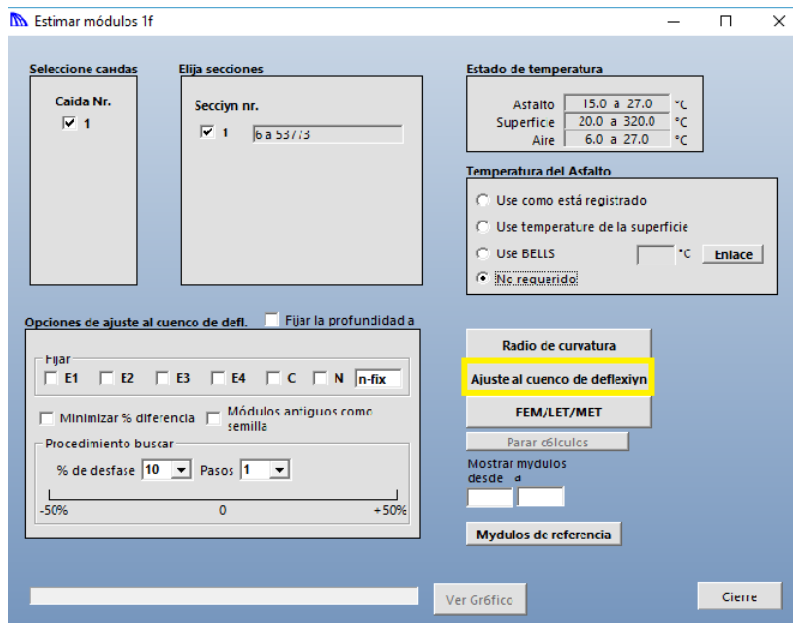 Estimar módulos 1f
Seleccione caидas
Caida Nr.
1
Elija secciones
Secciyn nr.
1 6 a 53773
Estado de temperatura
Asfalto 15.0 a 27.0 °C
Superficie 20.0 a 320.0 °C
Aire 6.0 a 27.0 °C
Temperatura del Asfalto
Use como está registrado
Use temperature de la superficie
Use BELLS °C Enlace
No requerido
Opciones de ajuste al cuenco de defl. Fijar la profundidad a
Fijar
E1 E2 E3 E4 C N n-fix
Minimizar % diferencia
Módulos antiguos como
semilla
Procedimiento buscar
% de desfase 10 Pasos 1
-50% 0 +50%
Radio de curvatura
Ajuste al cuenco de deflexiyn
FEM/LET/MET
Parar c6lculos
Mostrar mydulos
desde a
Mydulos de referencia
Ver Gr6fico
Cierre